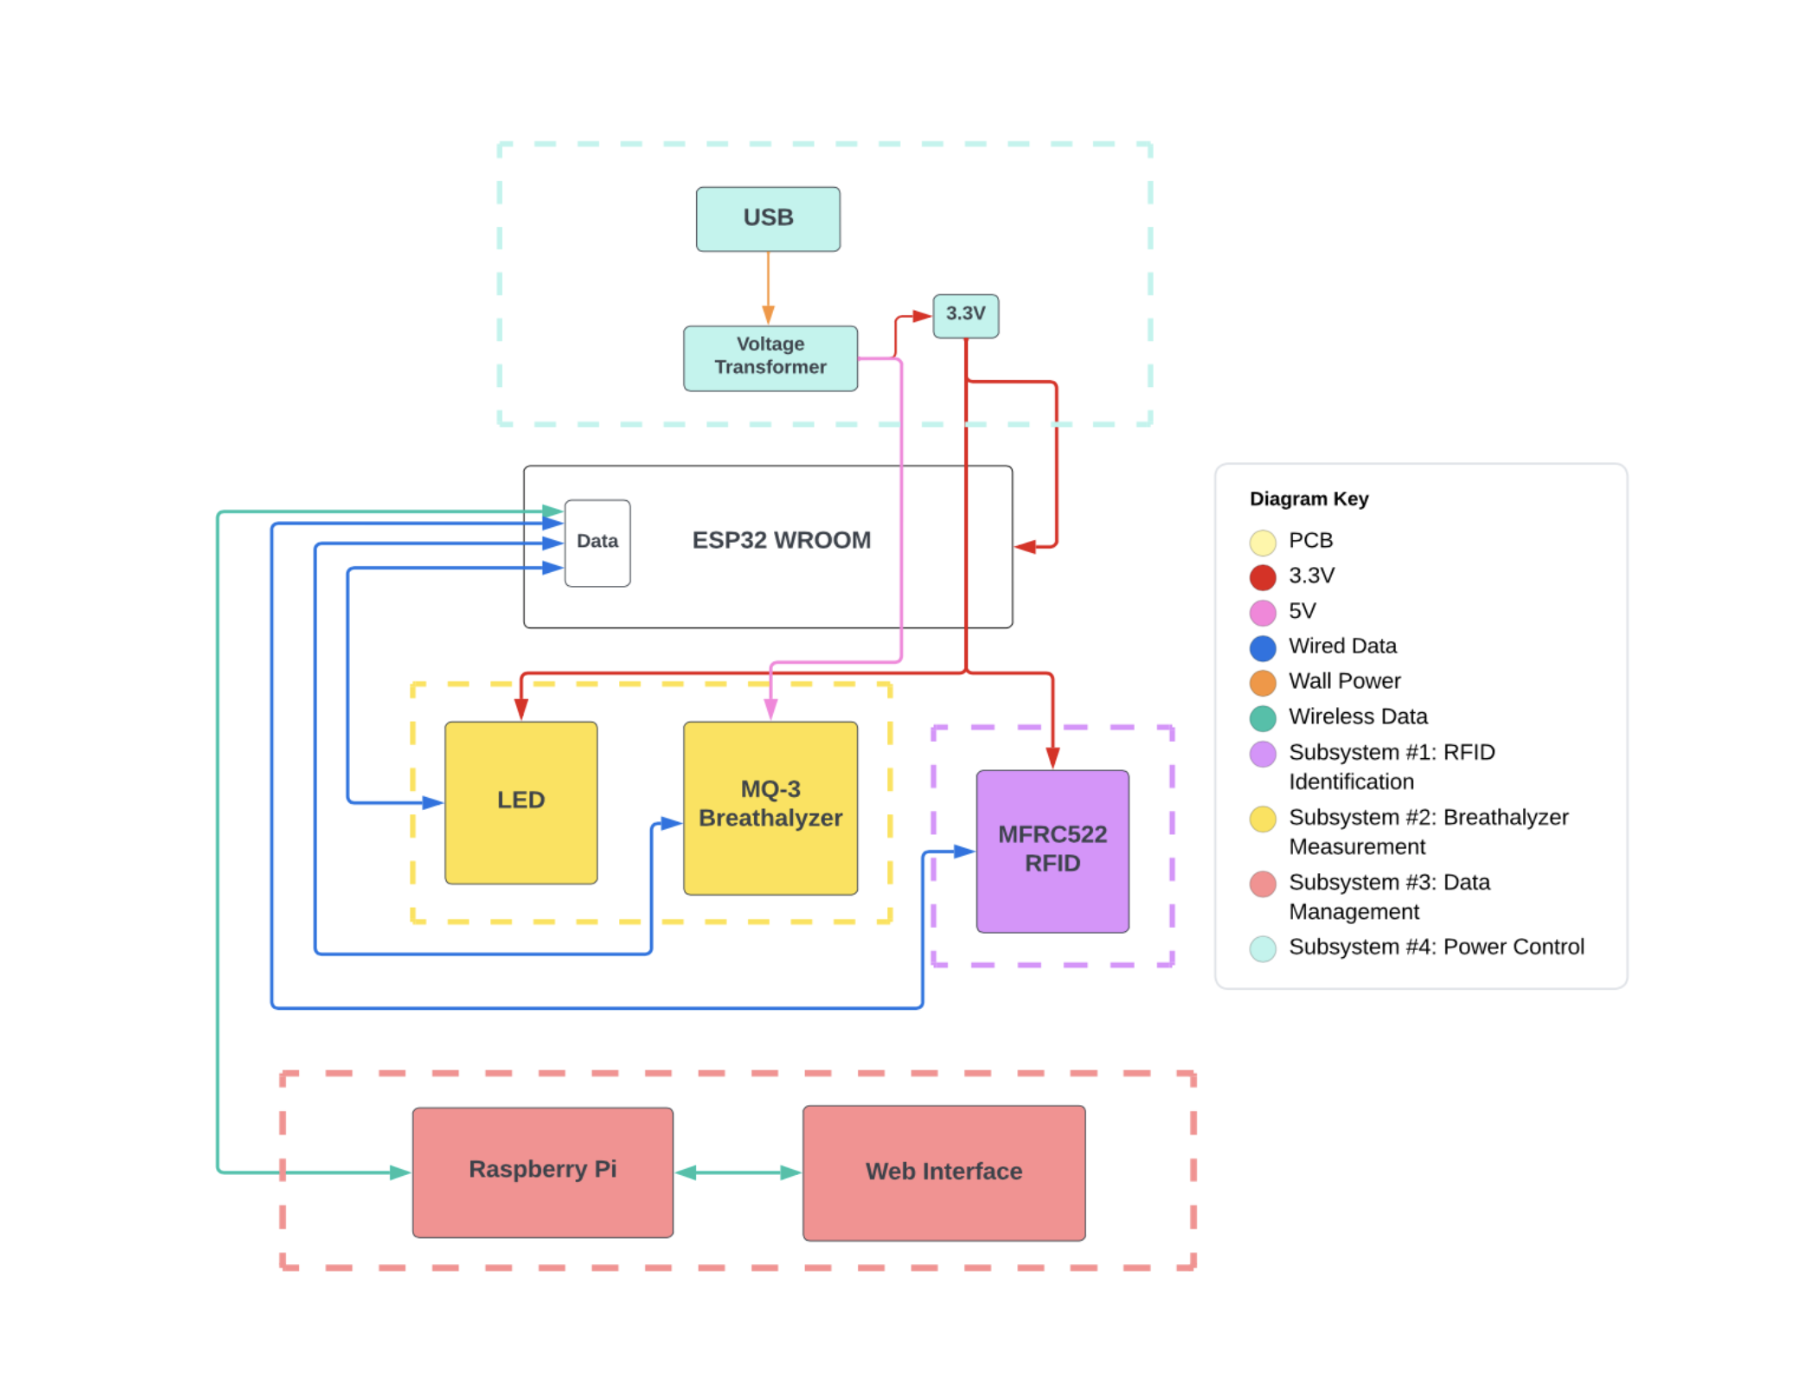 USB
Voltage
Transformer
3.3V
Data
ESP32 WROOM
LED
MQ-3
Breathalyzer
MFRC522
RFID
Raspberry Pi
Web Interface
Diagram Key
PCB
3.3V
5V
Wired Data
Wall Power
Wireless Data
Subsystem #1: RFID
Identification
Subsystem #2: Breathalyzer
Measurement
Subsystem #3: Data
Management
Subsystem #4: Power Control